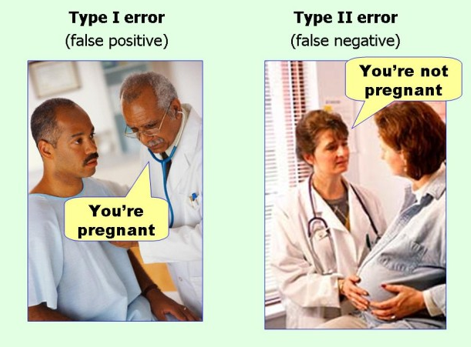 Type I error
(false positive)
You're
pregnant
Type II error
(false negative)
You're not
pregnant